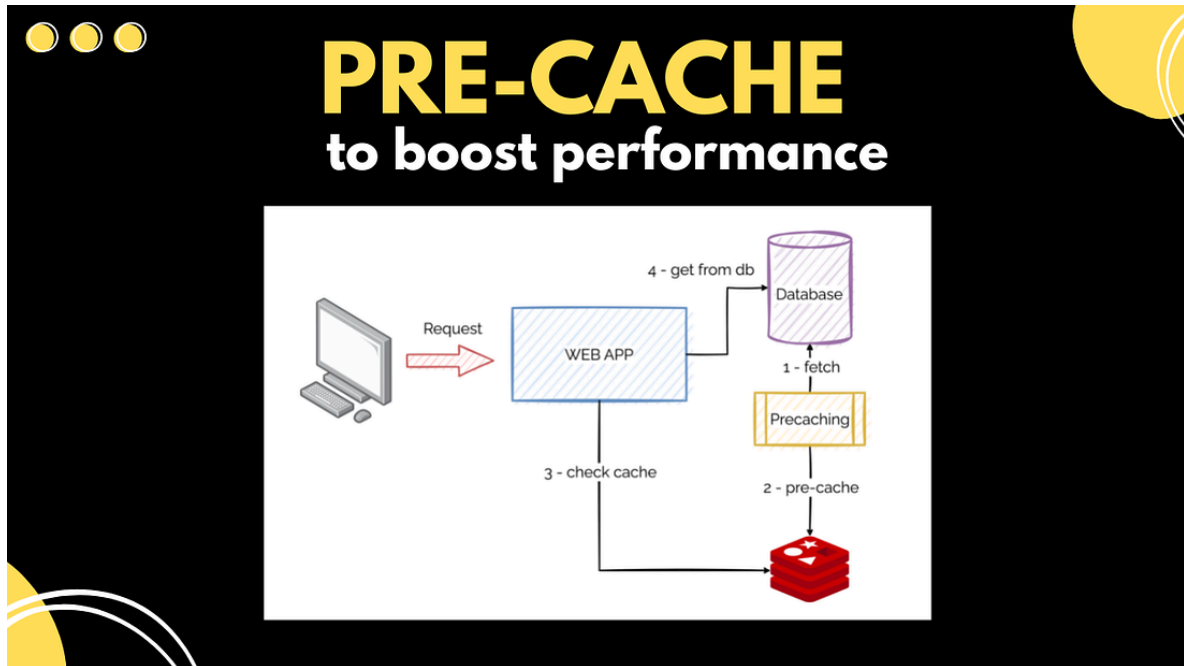 PRE-CACHE
to boost performance
4 - get from db
Database
Request
WEB APP
1 - fetch
Precaching
3 - check cache
2 - pre-cache